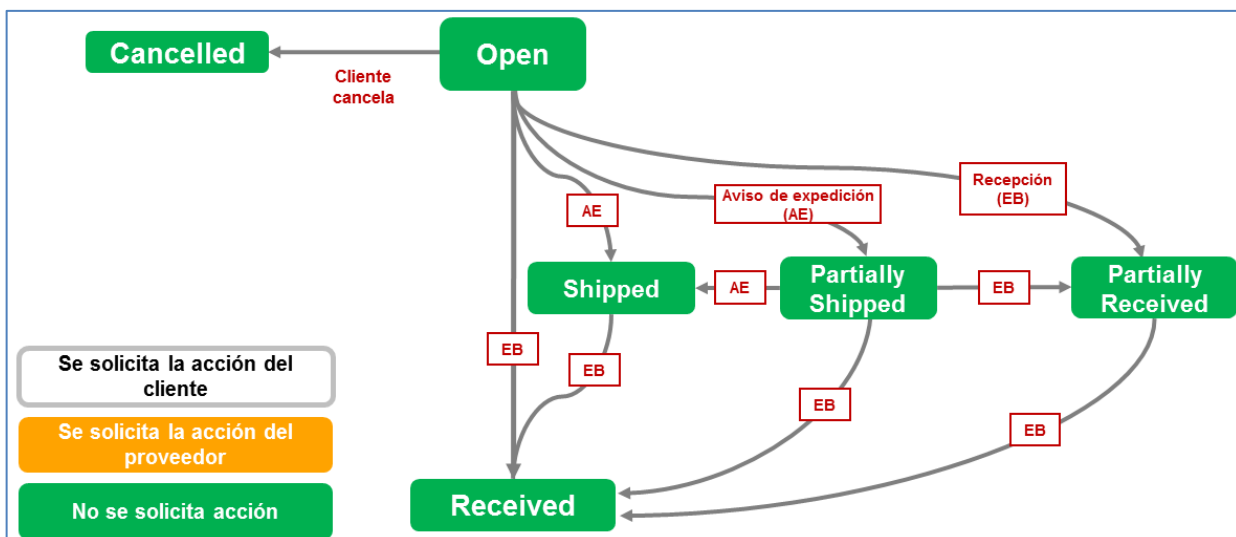 Cancelled
Open
Cliente
cancela
Recepción
(EB)
Aviso de expedición
(AE)
AE
Shipped
Partially
Shipped
Partially
Received
AE
EB
EB
EB
EB
EB
Se solicita la acción del
cliente
Se solicita la acción del
proveedor
No se solicita acción
Received